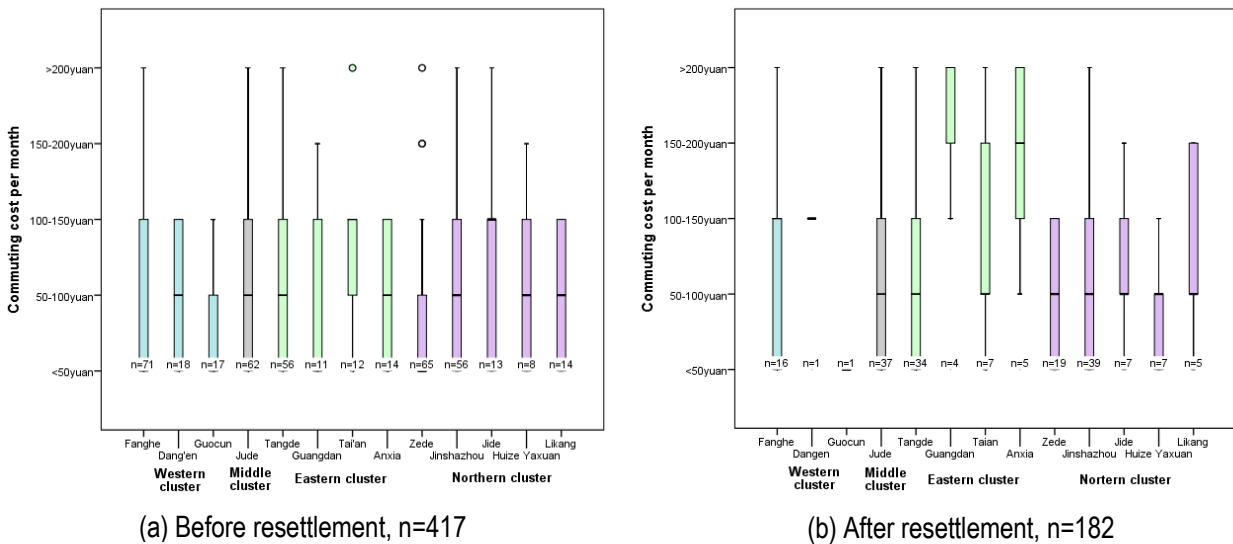 Commuting cost per month
>200yuan
150-200yuan
100-150yuan
50-100yuan
<50yuan
n=71 n=18 n=17 n=62 n=56 n=11 n=12 n=14 n=65 n=56 n=13 n=8 n=14
Fanghe Guocun Tangde Tai'an Zede Jide Likang
Dang'en Jude Guangdan Anxia Jinshazhou Huize Yaxuan
Western cluster
Middle cluster
Eastern cluster
Northern cluster
(a) Before resettlement, n=417
Commuting cost per month
>200yuan
150-200yuan
100-150yuan
50-100yuan
<50yuan
n=16 n=1 n=1 n=37 n=34 n=4 n=7 n=5 n=19 n=39 n=7 n=7 n=5
Fanghe Guocun Tangde Taian Zede Jide Likang
Dangen Jude Guangdan Anxia Jinshazhou Huize Yaxuan
Western cluster
Middle cluster
Eastern cluster
Nortern cluster
(b) After resettlement, n=182